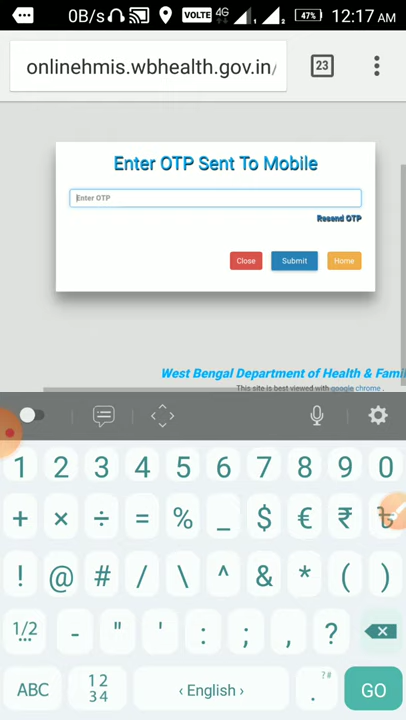 0B/s VOLTE 4G 47% 12:17 AM
onlinehmis.wbhealth.gov.in/ 23
Enter OTP Sent To Mobile
Enter OTP
Resend OTP
Close Submit Home
West Bengal Department of Health & Fami
This site is best viewed with google chrome .
1 2 3 4 5 6 7 8 9 0
+ × ÷ = % _ $ € ₹ ৳
! @ # / \ ^ & * ( )
1/2 - " ' : ; , ?
ABC 12 34 ‹ English › . ?# GO